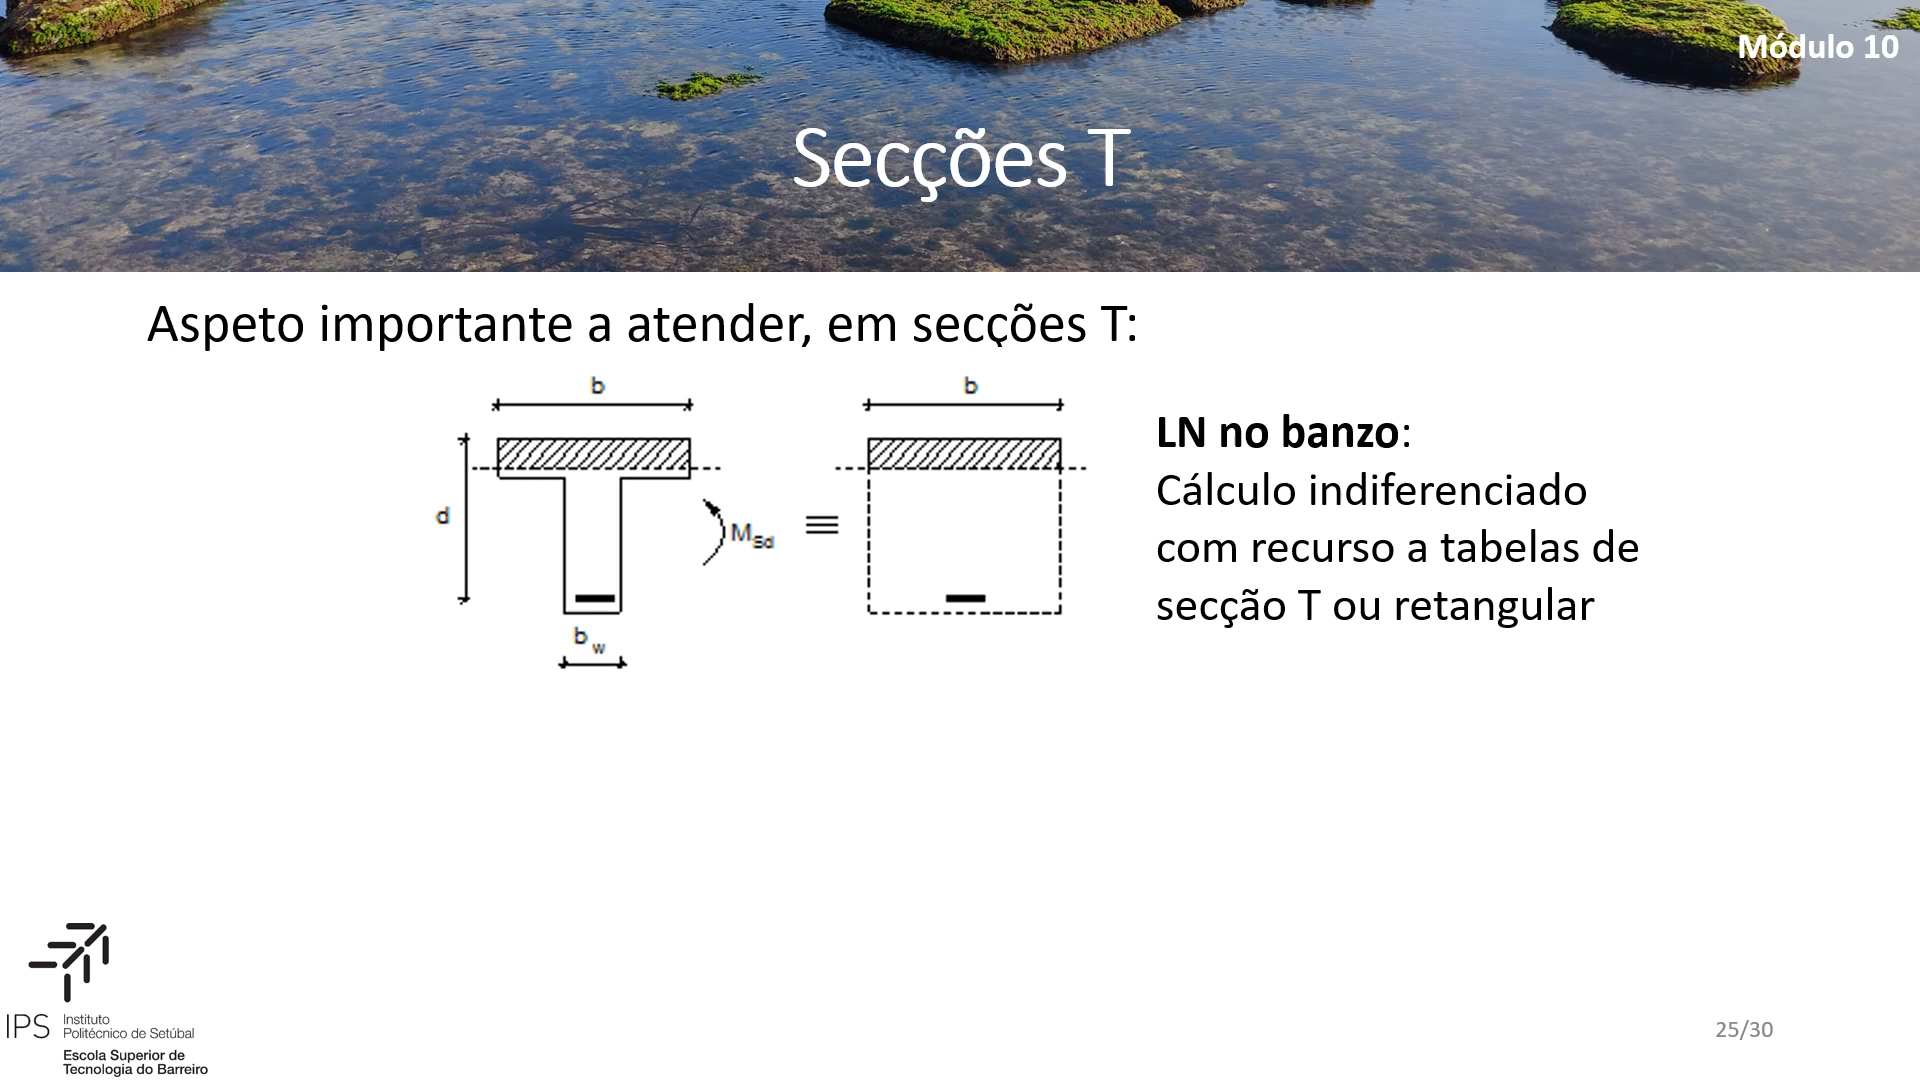 Módulo 10
Secções T
Aspeto importante a atender, em secções T:
b
b
d
M Sd
b w
LN no banzo:
Cálculo indiferenciado
com recurso a tabelas de
secção T ou retangular
IPS Instituto
Politécnico de Setúbal
Escola Superior de
Tecnologia do Barreiro
25/30